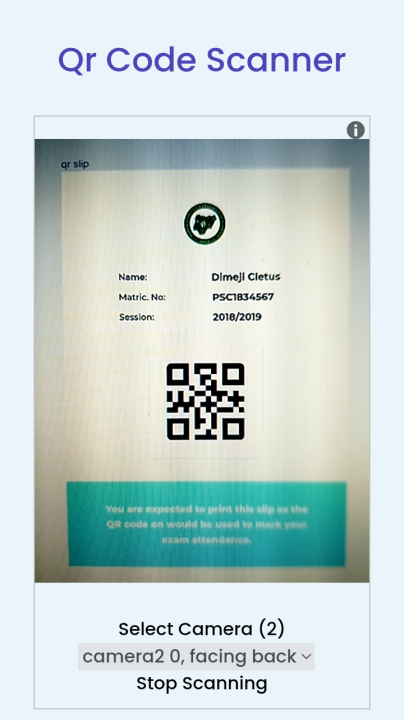 Qr Code Scanner
qr slip
Name: Dimeji Cletus
Matric. No: PSC1834567
Session: 2018/2019
You are expected to print this slip as the
QR code on would be used to mark your
exam attendance.
Select Camera (2)
camera2 0, facing back
Stop Scanning